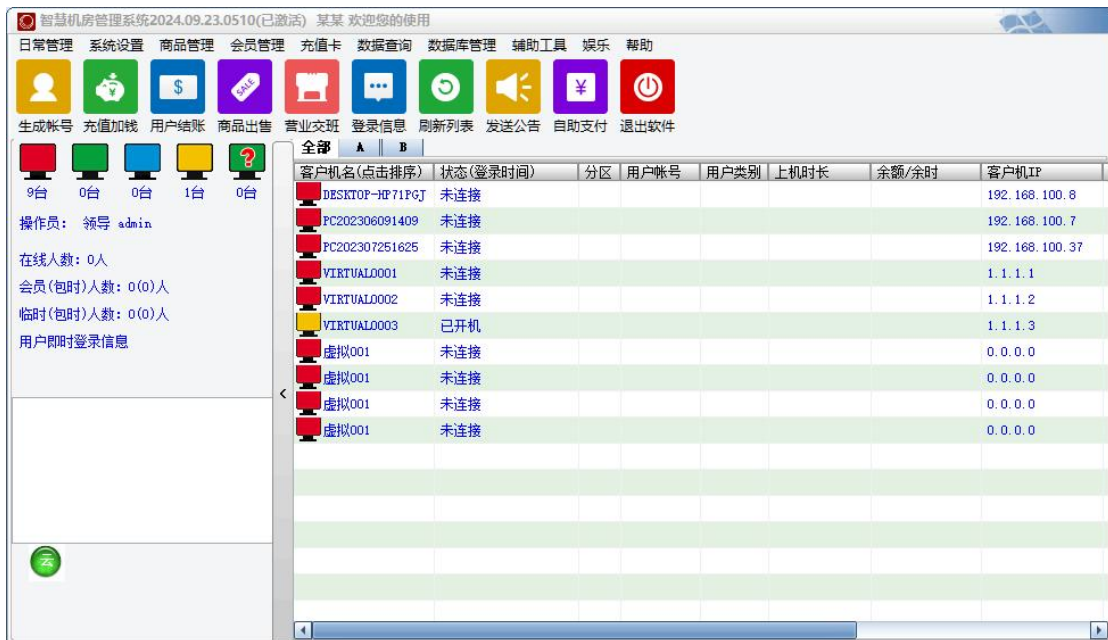 智慧机房管理系统2024.09.23.0510(已激活) 某某 欢迎您的使用
日常管理 系统设置 商品管理 会员管理 充值卡 数据查询 数据库管理 辅助工具 娱乐 帮助
$ SALE ¥
生成帐号 充值加钱 用户结账 商品出售 营业交班 登录信息 刷新列表 发送公告 自助支付 退出软件
全部 A B
?
9台 0台 0台 1台 0台
操作员: 领导 admin
在线人数: 0人
会员(包时)人数: 0(0)人
临时(包时)人数: 0(0)人
用户即时登录信息
云
<
客户机名(点击排序) 状态(登录时间) 分区 用户帐号 用户类别 上机时长 余额/余时 客户机IP
DESKTOP-HP71PGJ 未连接 192.168.100.8
PC202306091409 未连接 192.168.100.7
PC202307251625 未连接 192.168.100.37
VIRTUAL0001 未连接 1.1.1.1
VIRTUAL0002 未连接 1.1.1.2
VIRTUAL0003 已开机 1.1.1.3
虚拟001 未连接 0.0.0.0
虚拟001 未连接 0.0.0.0
虚拟001 未连接 0.0.0.0
虚拟001 未连接 0.0.0.0